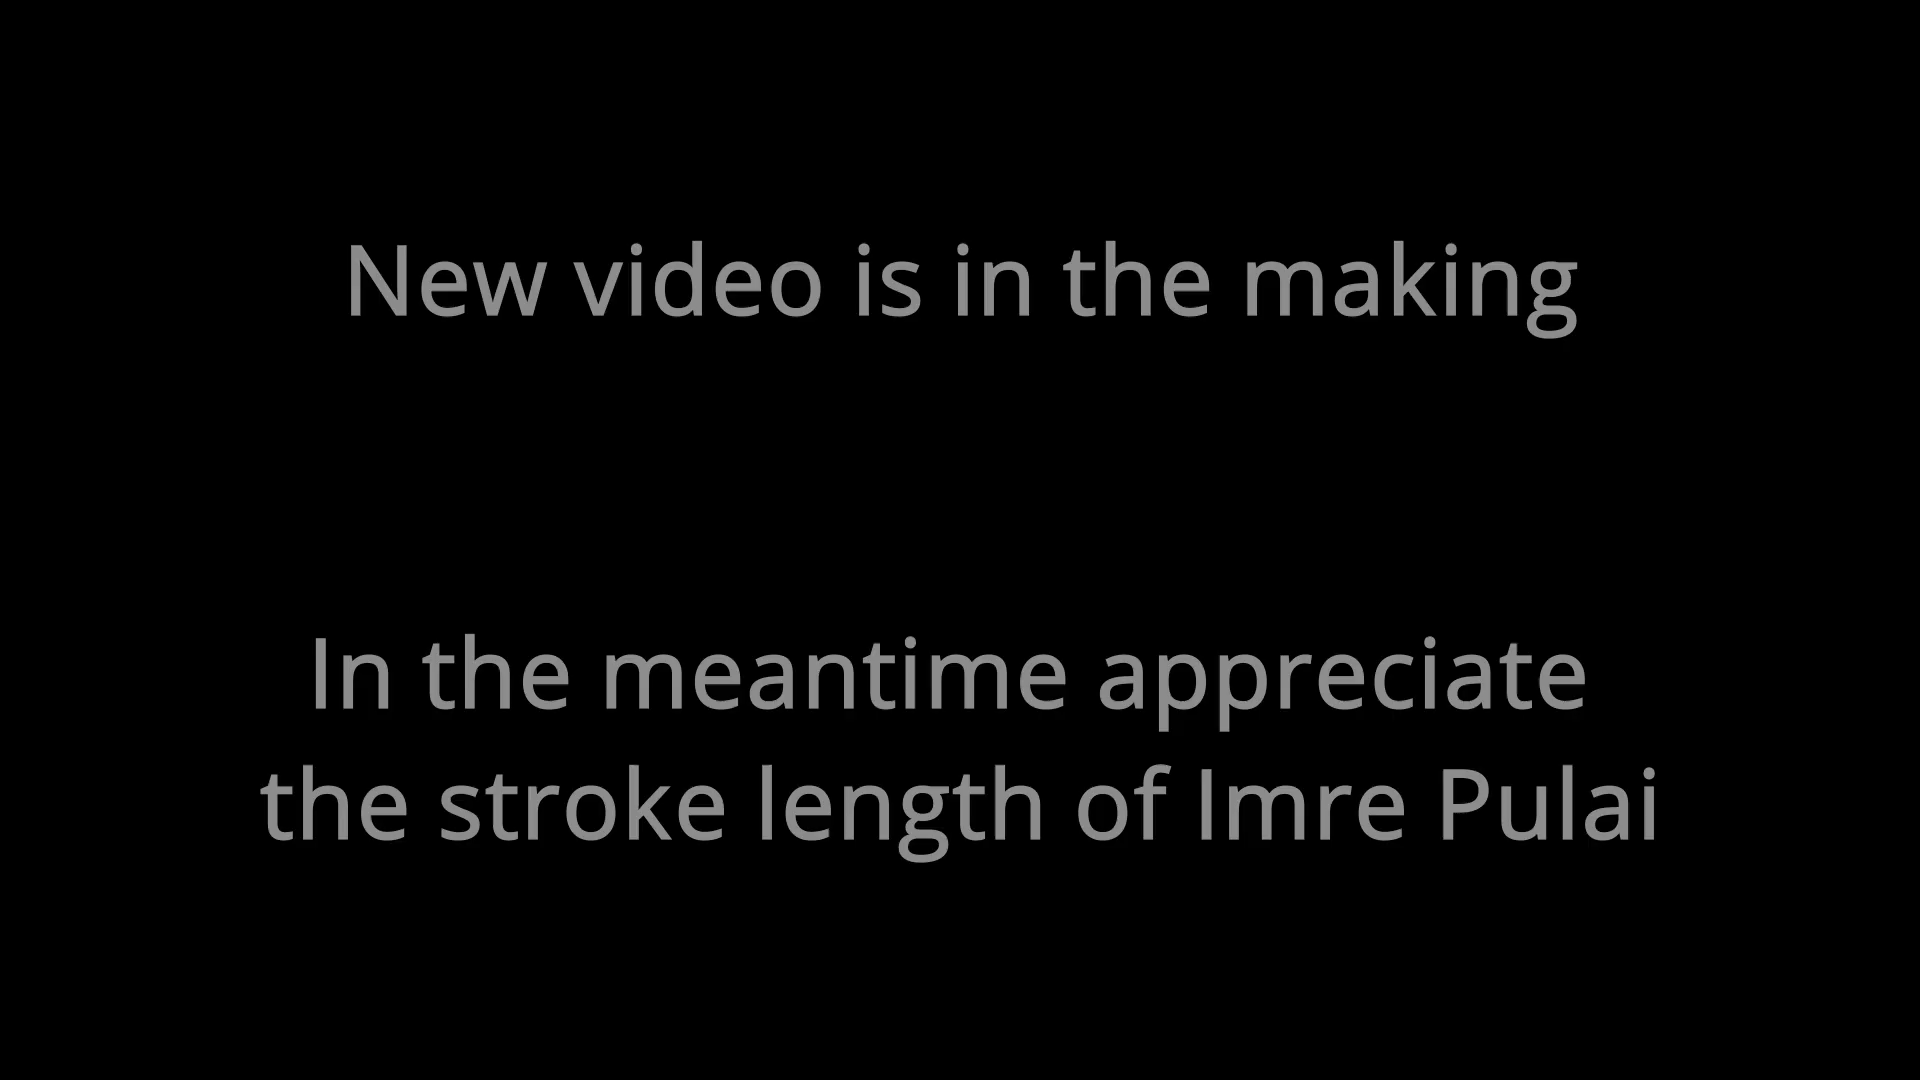 New video is in the making
In the meantime appreciate
the stroke length of Imre Pulai